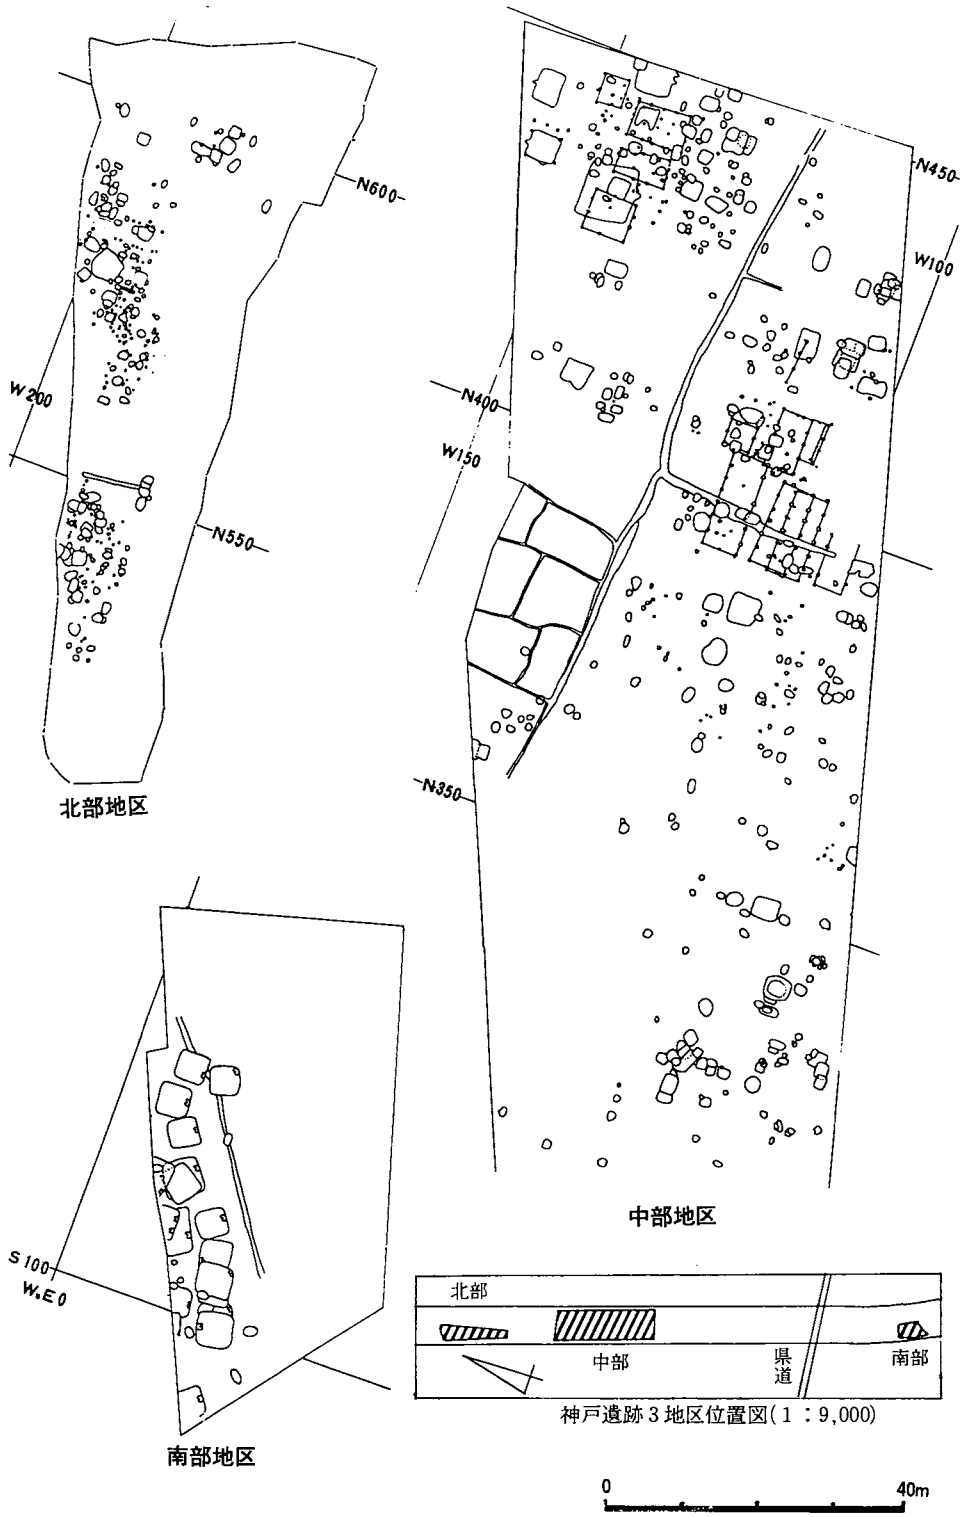 N600
W200
N550
北部地区
N450
W100
N400
W150
N350
中部地区
S100
W.E0
南部地区
北部
中部
県道
南部
神戸遺跡3地区位置図(1:9,000)
0 40m